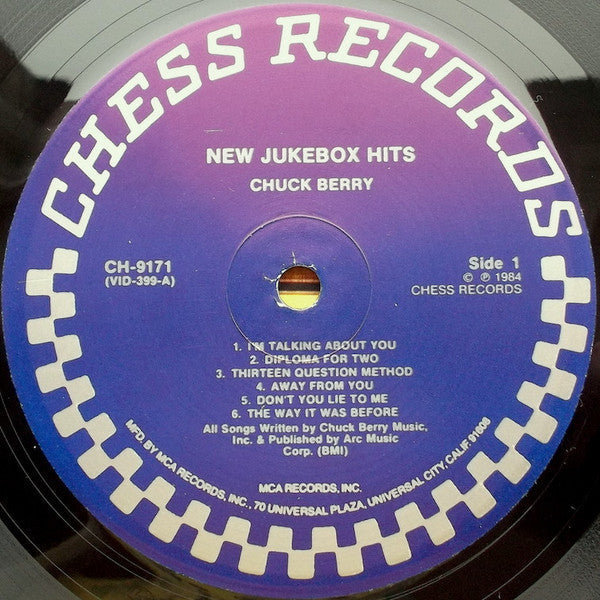 CHESS RECORDS
NEW JUKEBOX HITS
CHUCK BERRY
CH-9171
(VID-399-A)
Side 1
© ℗ 1984
CHESS RECORDS
1. I'M TALKING ABOUT YOU
2. DIPLOMA FOR TWO
3. THIRTEEN QUESTION METHOD
4. AWAY FROM YOU
5. DON'T YOU LIE TO ME
6. THE WAY IT WAS BEFORE
All Songs Written by Chuck Berry Music,
Inc. & Published by Arc Music
Corp. (BMI)
MCA RECORDS, INC.
MFD. BY MCA RECORDS, INC., 70 UNIVERSAL PLAZA, UNIVERSAL CITY, CALIF. 91608